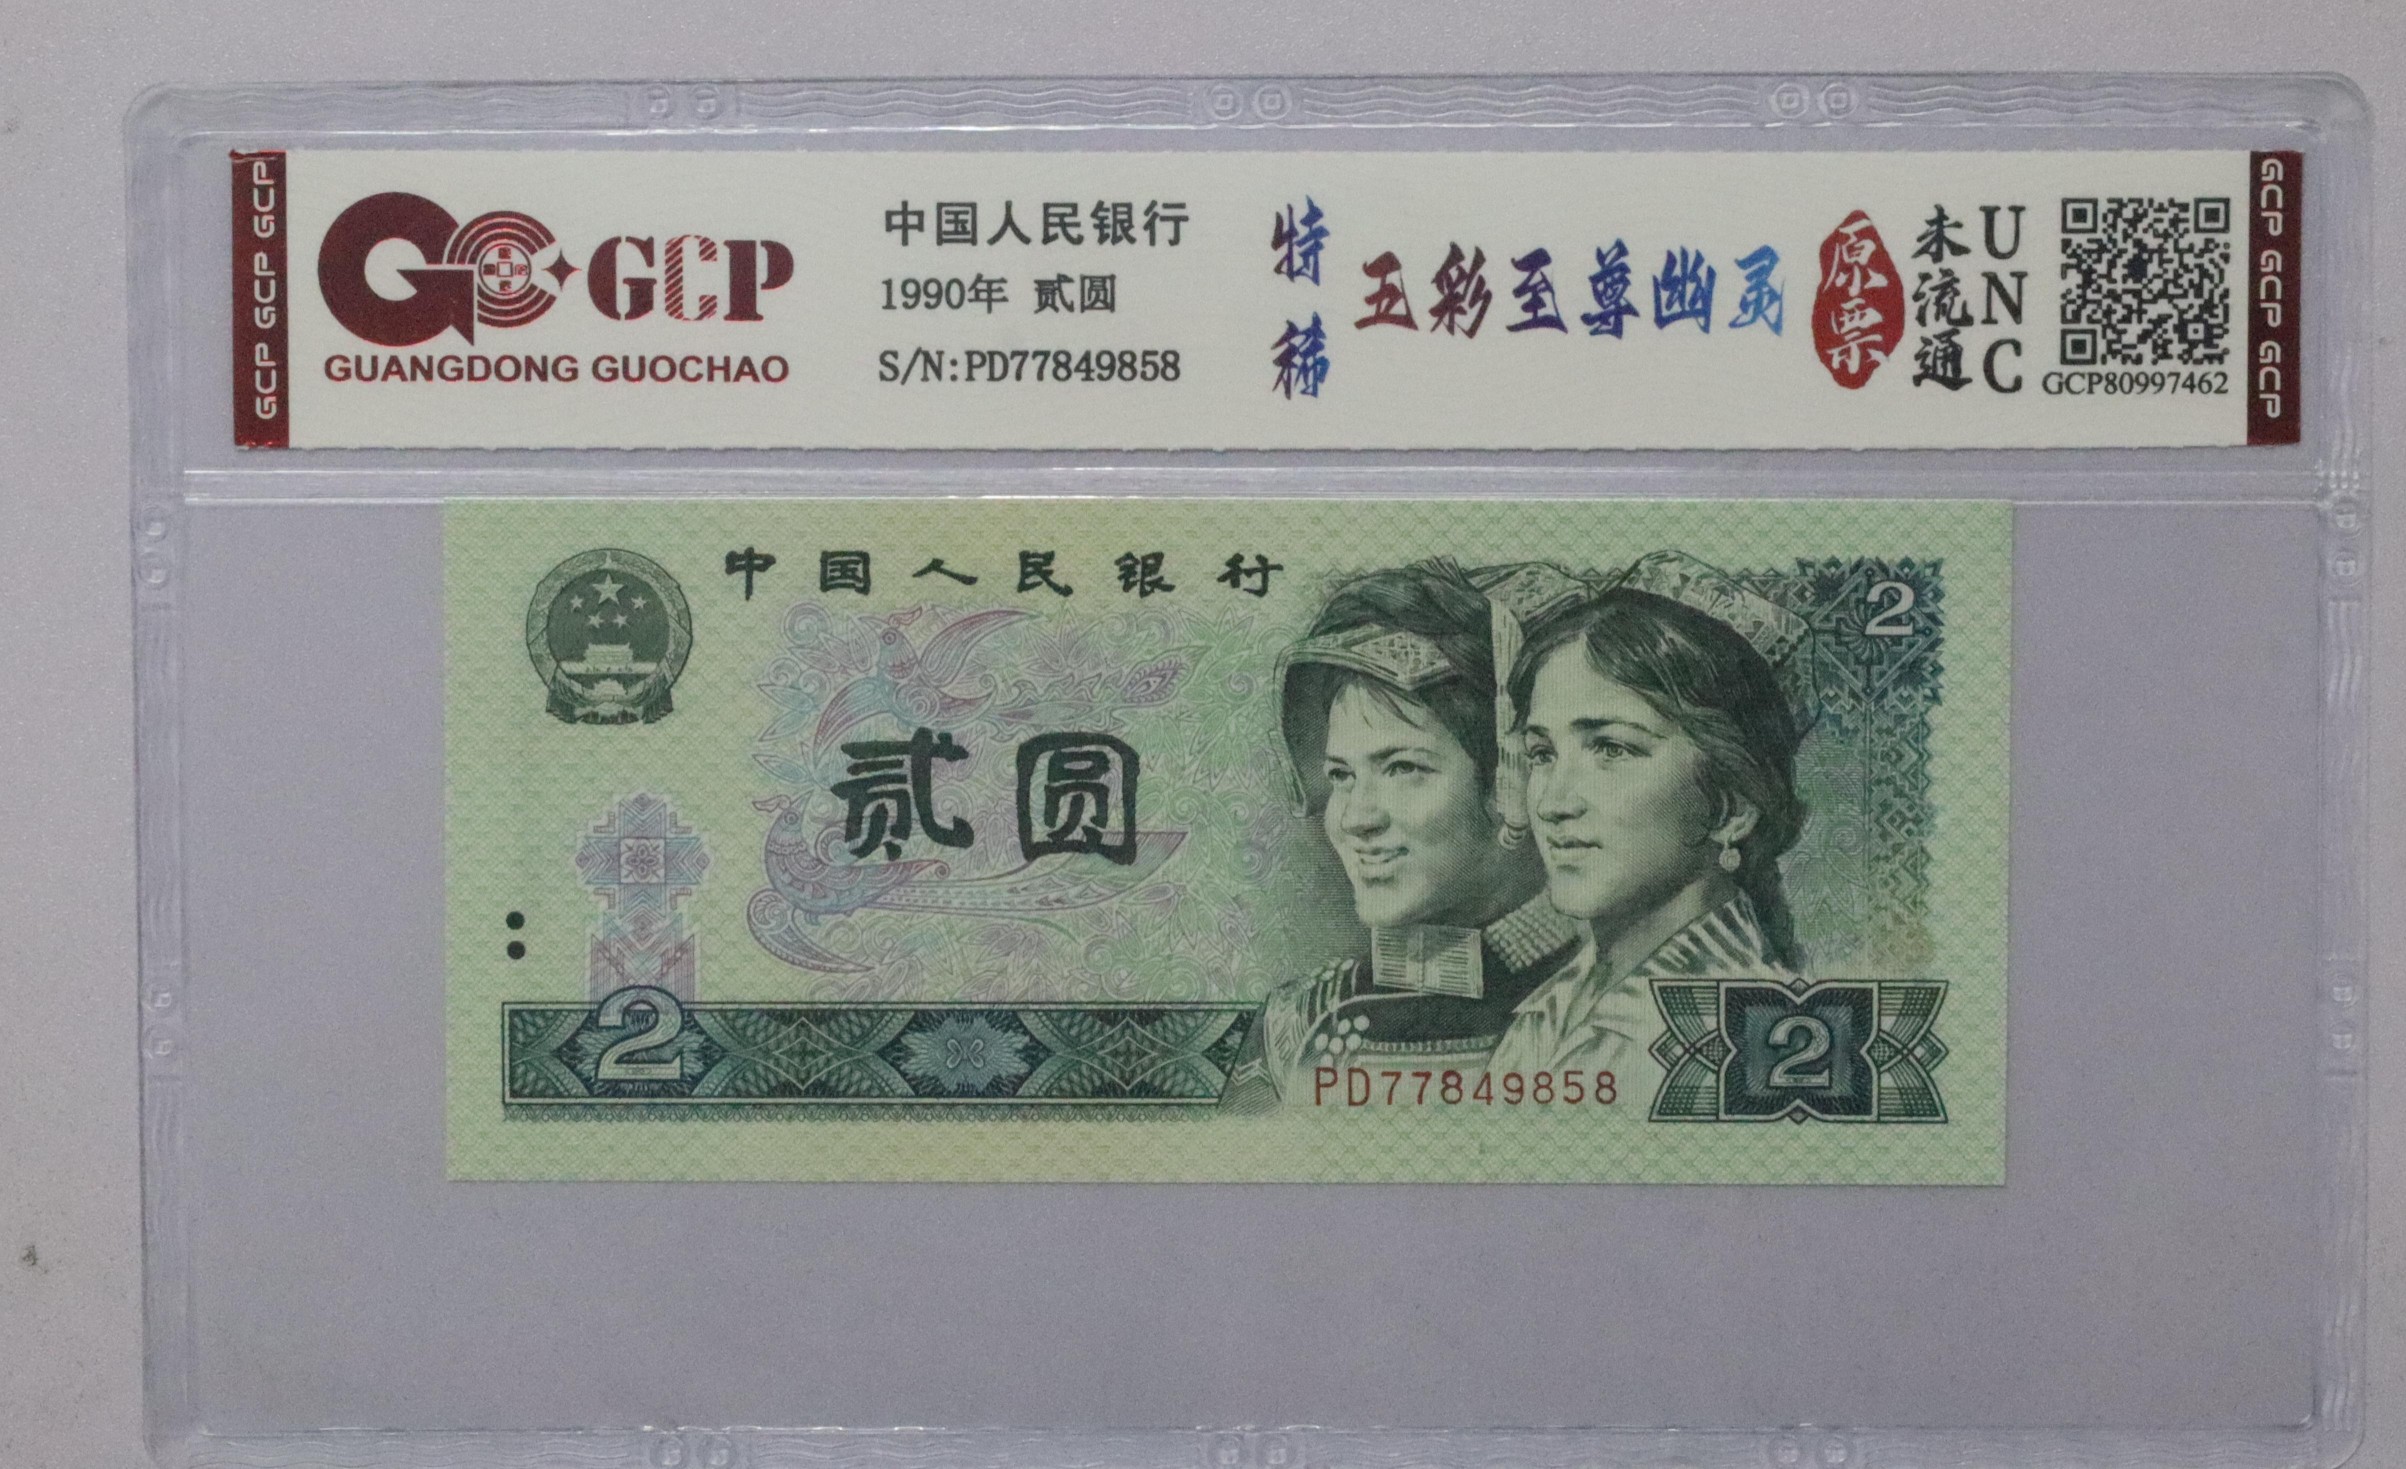 GCP GCP GCP
GCP
GUANGDONG GUOCHAO
中国人民银行
1990年 贰圆
S/N:PD77849858
特稀
五彩至尊幽灵
原票
未流通
UNC
GCP80997462
GCP GCP GCP
中国人民银行
2
贰圆
2
PD77849858
2